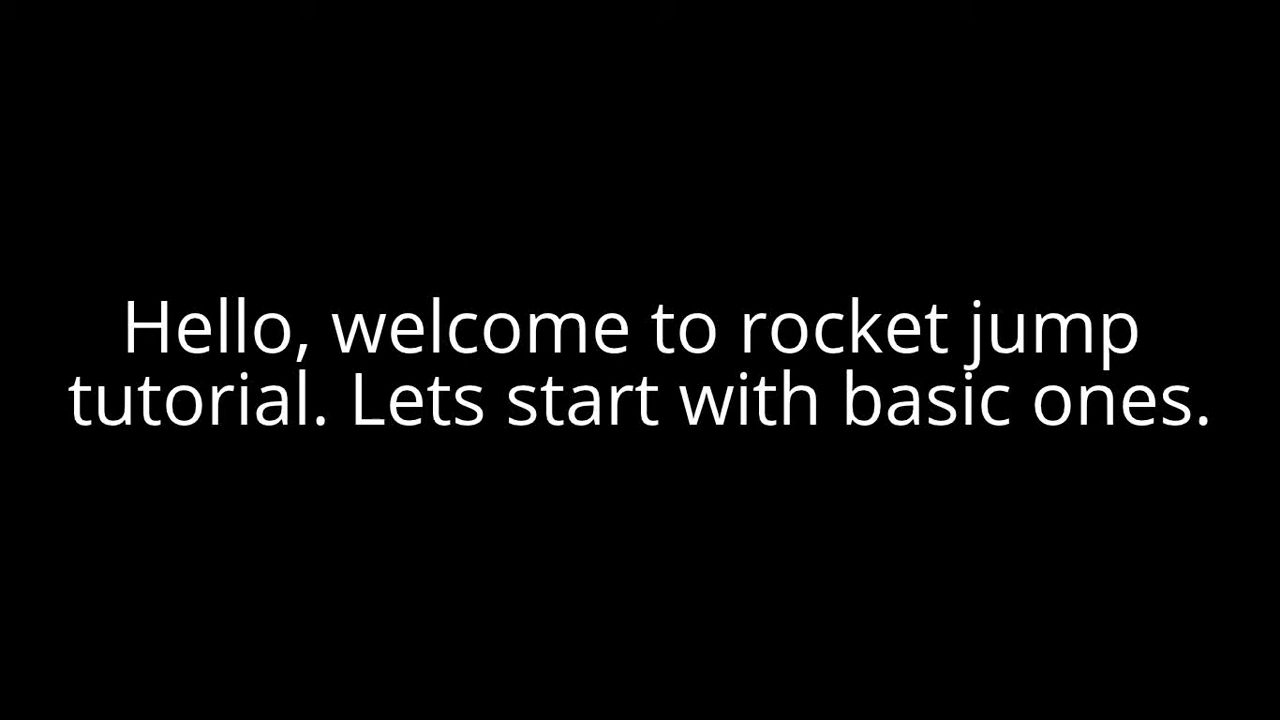 Hello, welcome to rocket jump
tutorial. Lets start with basic ones.